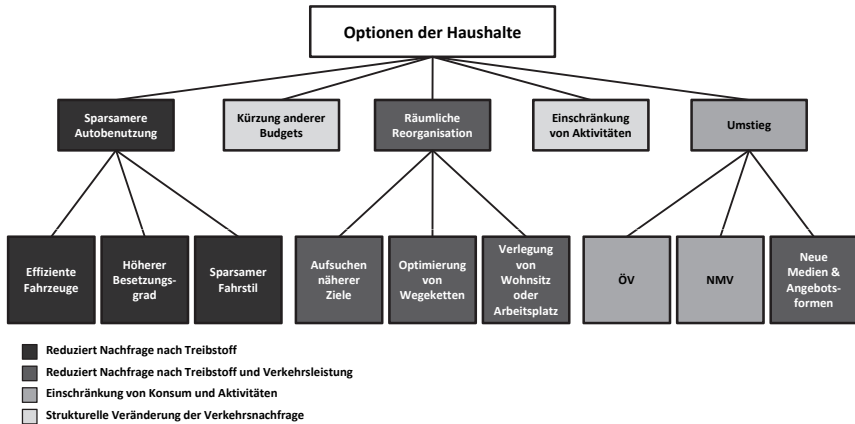 Optionen der Haushalte
Sparsamere
Autobenutzung
Kürzung anderer
Budgets
Räumliche
Reorganisation
Einschränkung
von Aktivitäten
Umstieg
Effiziente
Fahrzeuge
Höherer
Besetzungs-
grad
Sparsamer
Fahrstil
Aufsuchen
näherer
Ziele
Optimierung
von
Wegeketten
Verlegung
von
Wohnsitz
oder
Arbeitsplatz
ÖV
NMV
Neue
Medien &
Angebots-
formen
Reduziert Nachfrage nach Treibstoff
Reduziert Nachfrage nach Treibstoff und Verkehrsleistung
Einschränkung von Konsum und Aktivitäten
Strukturelle Veränderung der Verkehrsnachfrage